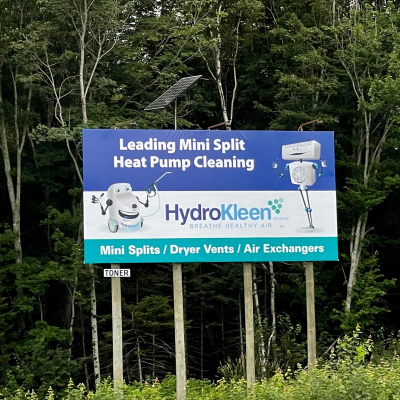 Leading Mini Split
Heat Pump Cleaning
HydroKleen
BREATHE HEALTHY AIR
Mini Splits / Dryer Vents / Air Exchangers
TONER